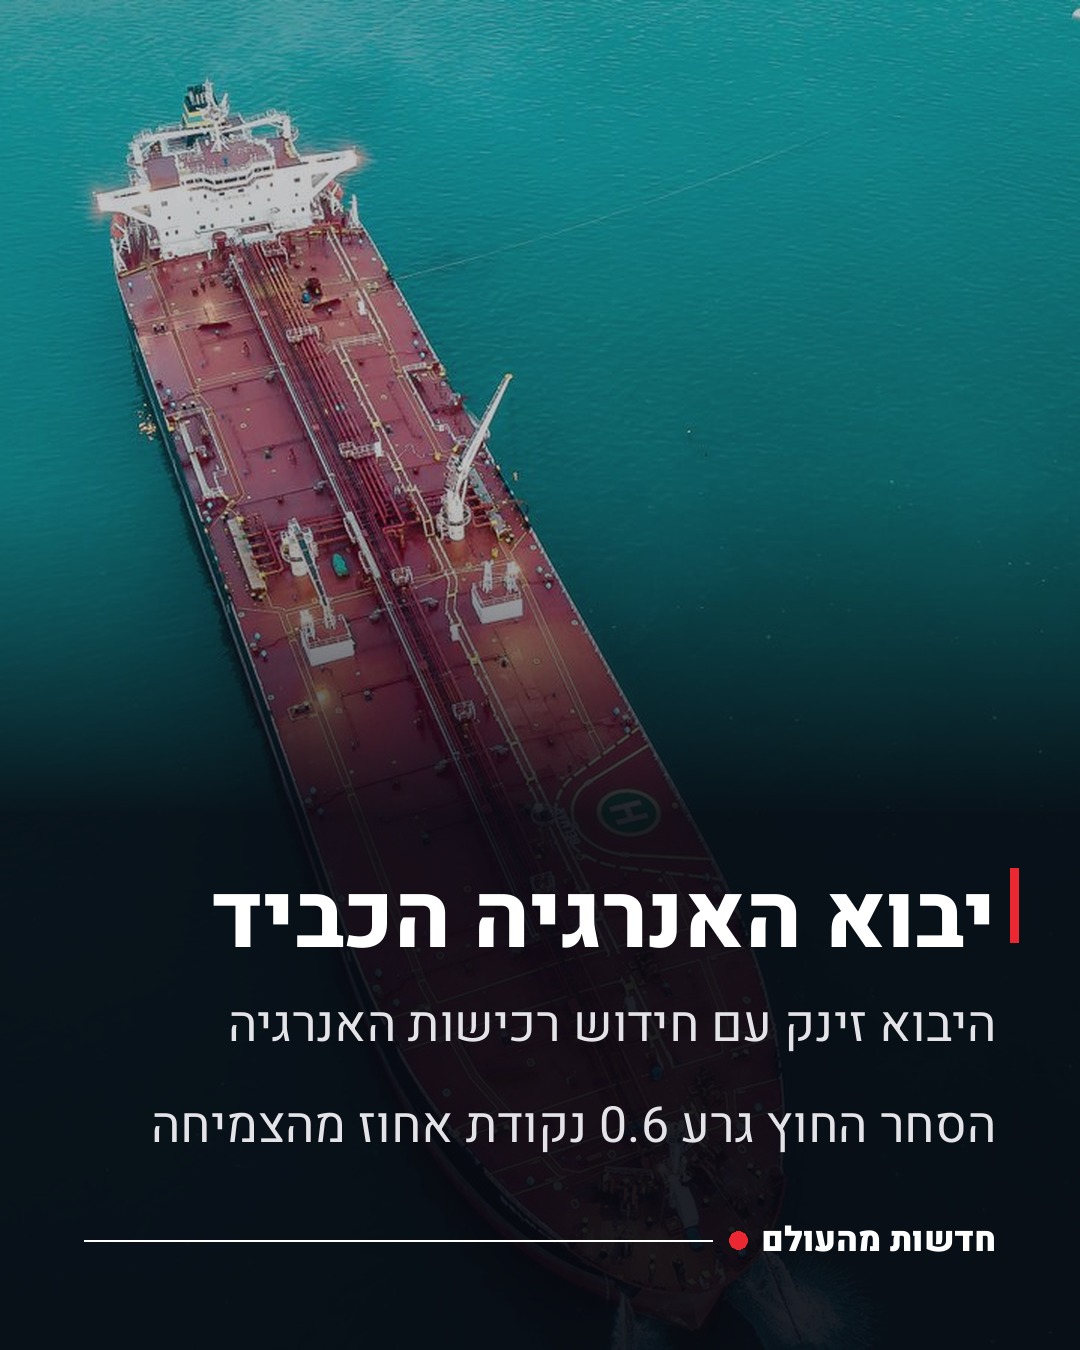 H
יבוא האנרגיה הכביד
היבוא זינק עם חידוש רכישות האנרגיה
הסחר החוץ גרע 0.6 נקודת אחוז מהצמיחה
חדשות מהעולם